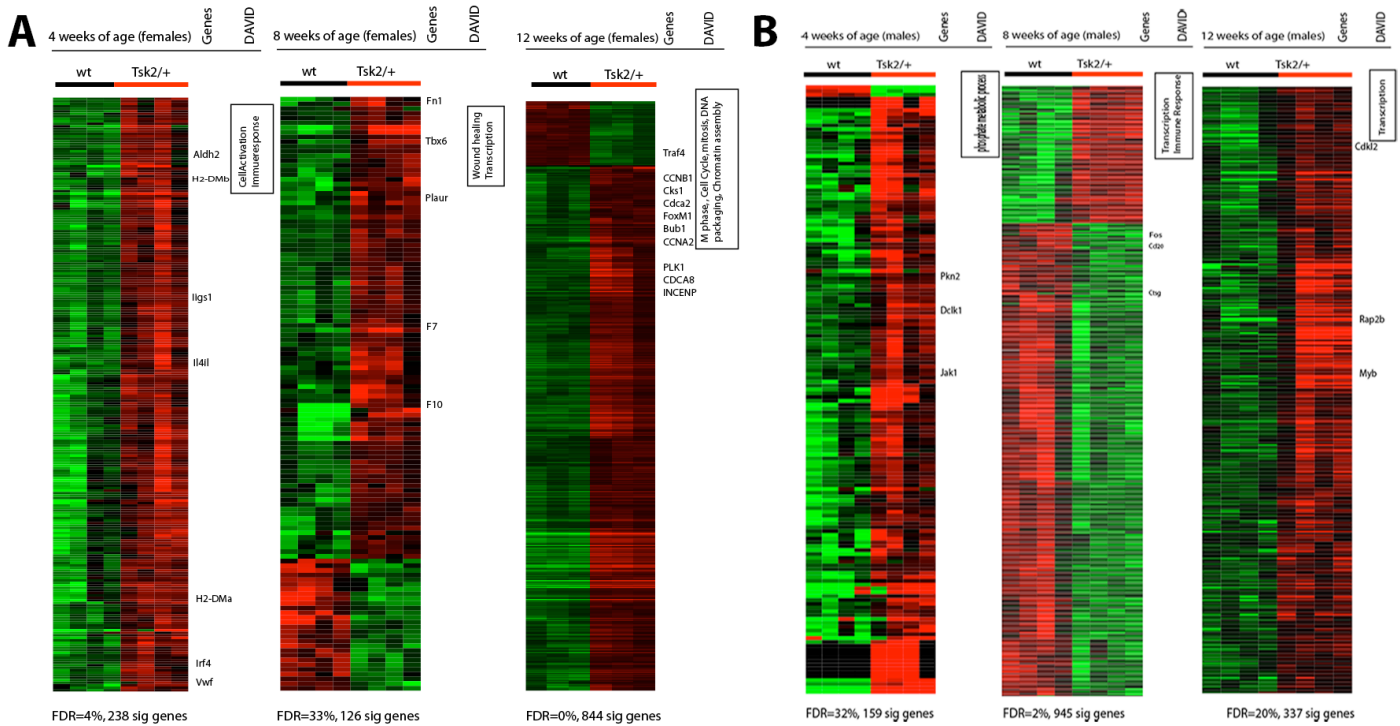 A
4 weeks of age (females)
Genes
DAVID
wt
Tsk2/+
Aldh2
H2-DMb
IIgs1
Il4il
H2-DMa
Irf4
Vwf
CellActivation
Immueresponse
FDR=4%, 238 sig genes
8 weeks of age (females)
Genes
DAVID
wt
Tsk2/+
Fn1
Tbx6
Plaur
F7
F10
Wound healing
Transcription
FDR=33%, 126 sig genes
12 weeks of age (females)
Genes
DAVID
wt
Tsk2/+
Traf4
CCNB1
Cks1
Cdca2
FoxM1
Bub1
CCNA2
PLK1
CDCA8
INCENP
M phase,, Cell Cycle, mitosis, DNA
packaging, Chromatin assembly
FDR=0%, 844 sig genes
B
4 weeks of age (males)
Genes
DAVID
wt
Tsk2/+
Pkn2
Dclk1
Jak1
phosphate metabolic process
FDR=32%, 159 sig genes
8 weeks of age (males)
Genes
DAVID
wt
Tsk2/+
Fos
Cd20
Ctsg
Transcription
Immune Response
FDR=2%, 945 sig genes
12 weeks of age (males)
Genes
DAVID
wt
Tsk2/+
Cdkl2
Rap2b
Myb
Transcription
FDR=20%, 337 sig genes